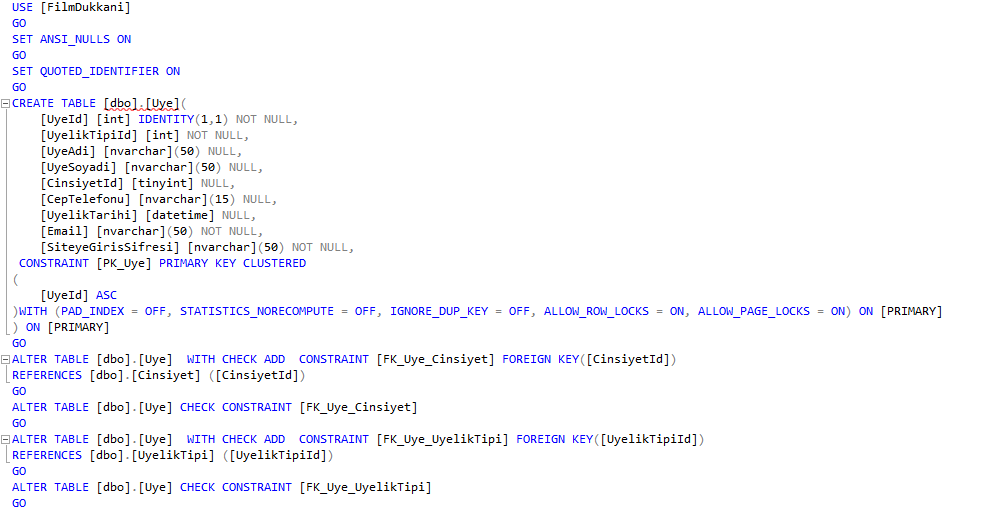 USE [FilmDukkani]
GO
SET ANSI_NULLS ON
GO
SET QUOTED_IDENTIFIER ON
GO
CREATE TABLE [dbo].[Uye](
    [UyeId] [int] IDENTITY(1,1) NOT NULL,
    [UyelikTipiId] [int] NOT NULL,
    [UyeAdi] [nvarchar](50) NULL,
    [UyeSoyadi] [nvarchar](50) NULL,
    [CinsiyetId] [tinyint] NULL,
    [CepTelefonu] [nvarchar](15) NULL,
    [UyelikTarihi] [datetime] NULL,
    [Email] [nvarchar](50) NOT NULL,
    [SiteyeGirisSifresi] [nvarchar](50) NOT NULL,
 CONSTRAINT [PK_Uye] PRIMARY KEY CLUSTERED
(
    [UyeId] ASC
)WITH (PAD_INDEX = OFF, STATISTICS_NORECOMPUTE = OFF, IGNORE_DUP_KEY = OFF, ALLOW_ROW_LOCKS = ON, ALLOW_PAGE_LOCKS = ON) ON [PRIMARY]
) ON [PRIMARY]
GO
ALTER TABLE [dbo].[Uye]  WITH CHECK ADD  CONSTRAINT [FK_Uye_Cinsiyet] FOREIGN KEY([CinsiyetId])
REFERENCES [dbo].[Cinsiyet] ([CinsiyetId])
GO
ALTER TABLE [dbo].[Uye] CHECK CONSTRAINT [FK_Uye_Cinsiyet]
GO
ALTER TABLE [dbo].[Uye]  WITH CHECK ADD  CONSTRAINT [FK_Uye_UyelikTipi] FOREIGN KEY([UyelikTipiId])
REFERENCES [dbo].[UyelikTipi] ([UyelikTipiId])
GO
ALTER TABLE [dbo].[Uye] CHECK CONSTRAINT [FK_Uye_UyelikTipi]
GO